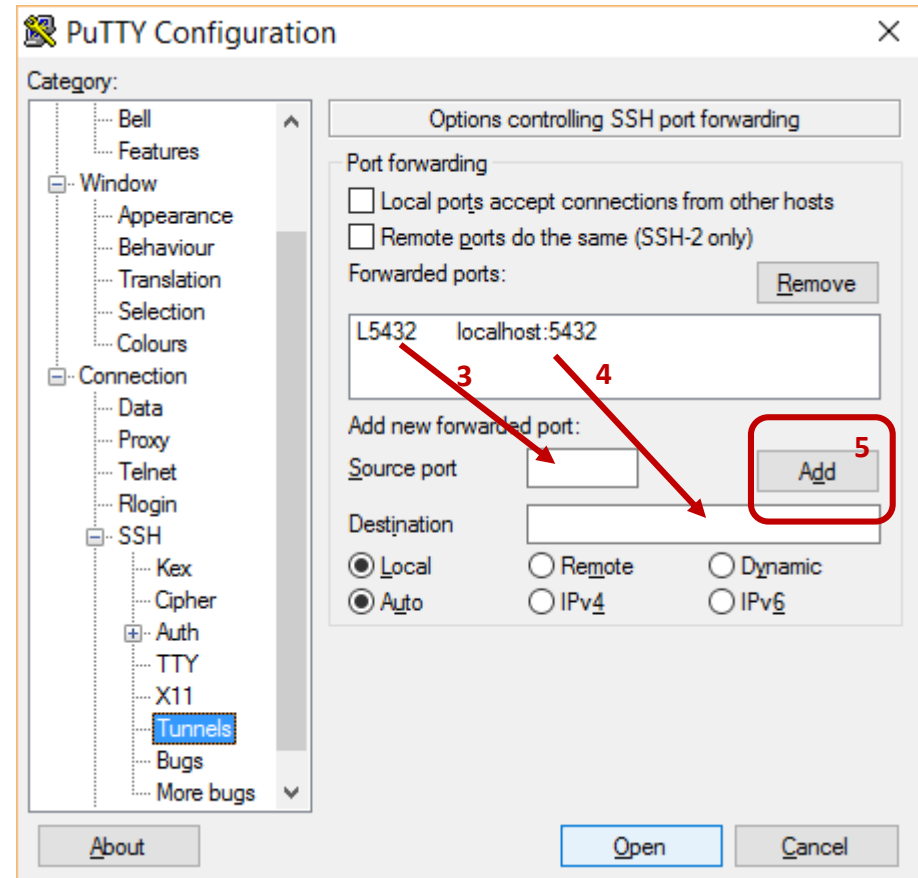 PuTTY Configuration
Category:
Bell
Features
Window
Appearance
Behaviour
Translation
Selection
Colours
Connection
Data
Proxy
Telnet
Rlogin
SSH
Kex
Cipher
Auth
TTY
X11
Tunnels
Bugs
More bugs
Options controlling SSH port forwarding
Port forwarding
Local ports accept connections from other hosts
Remote ports do the same (SSH-2 only)
Forwarded ports:
Remove
L5432 localhost:5432
3
4
Add new forwarded port:
5
Source port
Add
Destination
Local Remote Dynamic
Auto IPv4 IPv6
About
Open
Cancel